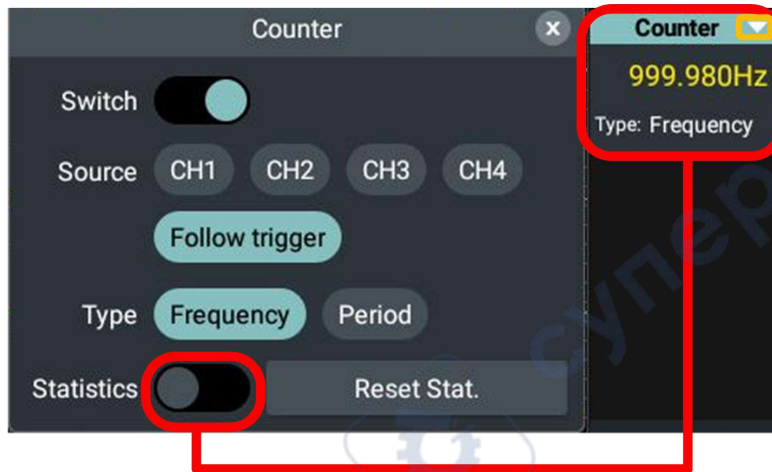 Counter
x
Switch
Source CH1 CH2 CH3 CH4
Follow trigger
Type Frequency Period
Statistics Reset Stat.
Counter
999.980Hz
Type: Frequency
супер